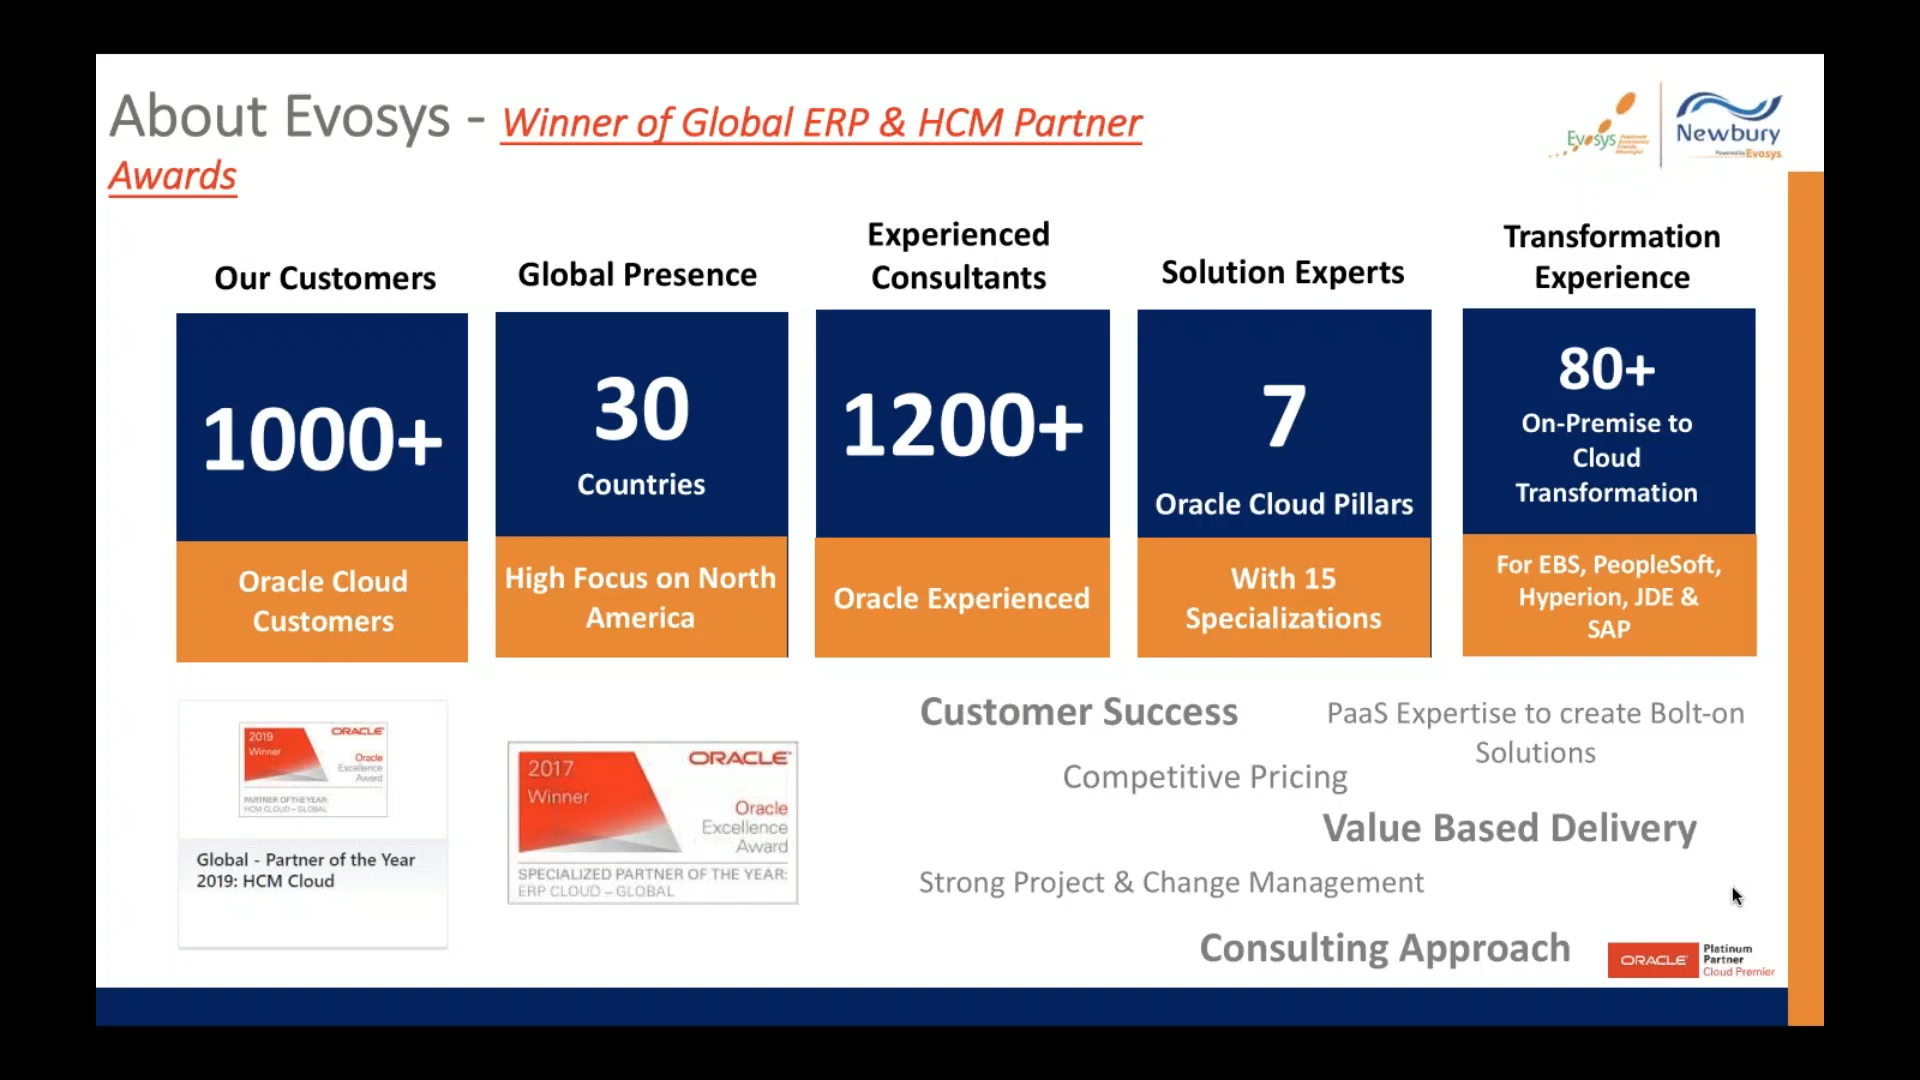 About Evosys - Winner of Global ERP & HCM Partner
Awards
Evosys
Newbury
Powered by Evosys
Our Customers
1000+
Oracle Cloud
Customers
Global Presence
30
Countries
High Focus on North
America
Experienced
Consultants
1200+
Oracle Experienced
Solution Experts
7
Oracle Cloud Pillars
With 15
Specializations
Transformation
Experience
80+
On-Premise to
Cloud
Transformation
For EBS, PeopleSoft,
Hyperion, JDE &
SAP
2019
Winner
ORACLE
Oracle
Excellence
Award
PARTNER OF THE YEAR:
HCM CLOUD – GLOBAL
Global - Partner of the Year
2019: HCM Cloud
2017
Winner
ORACLE
Oracle
Excellence
Award
SPECIALIZED PARTNER OF THE YEAR:
ERP CLOUD – GLOBAL
Customer Success
PaaS Expertise to create Bolt-on
Solutions
Competitive Pricing
Value Based Delivery
Strong Project & Change Management
Consulting Approach
ORACLE
Platinum
Partner
Cloud Premier